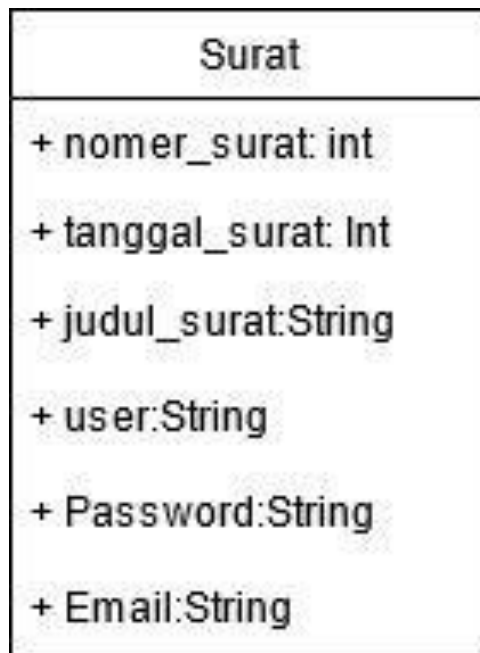 Surat
+ nomer_surat: int
+ tanggal_surat: Int
+ judul_surat:String
+ user:String
+ Password:String
+ Email:String